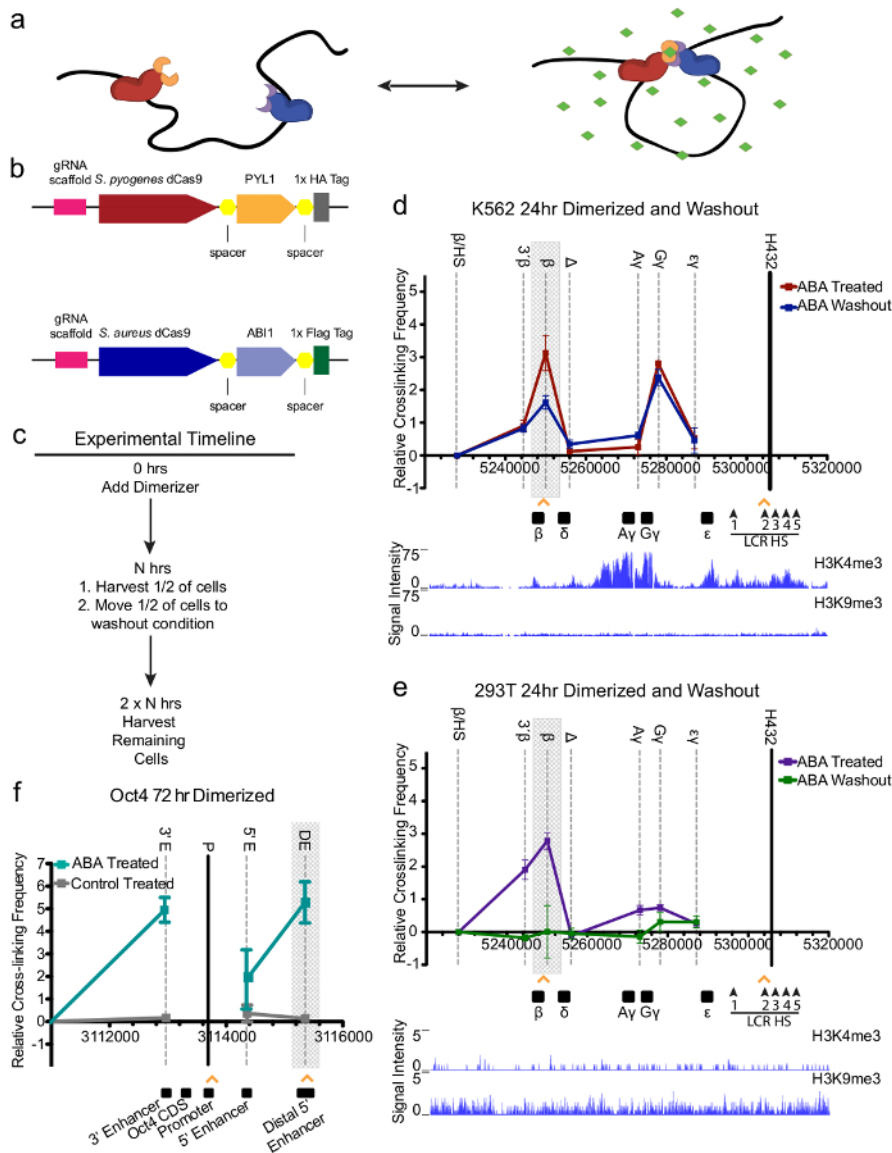 a
b
gRNA
scaffold S. pyogenes dCas9 PYL1 1x HA Tag
spacer spacer
gRNA
scaffold S. aureus dCas9 ABI1 1x Flag Tag
spacer spacer
c
Experimental Timeline
0 hrs
Add Dimerizer
N hrs
1. Harvest 1/2 of cells
2. Move 1/2 of cells to
washout condition
2 x N hrs
Harvest
Remaining
Cells
d
K562 24hr Dimerized and Washout
β/HS 3'β β Δ Aγ Gγ εγ H432
ABA Treated
ABA Washout
Relative Crosslinking Frequency
5
4
3
2
1
0
-1
5240000 5260000 5280000 5300000 5320000
β δ Aγ Gγ ε 1 2 3 4 5
LCR HS
Signal Intensity
75
0
H3K4me3
75
0
H3K9me3
e
293T 24hr Dimerized and Washout
β/HS 3'β β Δ Aγ Gγ εγ H432
ABA Treated
ABA Washout
Relative Crosslinking Frequency
5
4
3
2
1
0
-1
5240000 5260000 5280000 5300000 5320000
β δ Aγ Gγ ε 1 2 3 4 5
LCR HS
Signal Intensity
5
0
H3K4me3
5
0
H3K9me3
f
Oct4 72 hr Dimerized
3'E P 5'E DE
ABA Treated
Control Treated
Relative Cross-linking Frequency
7
6
5
4
3
2
1
0
-1
3112000 3114000 3116000
3' Enhancer
Oct4 CDS
Promoter
5' Enhancer
Distal 5'
Enhancer